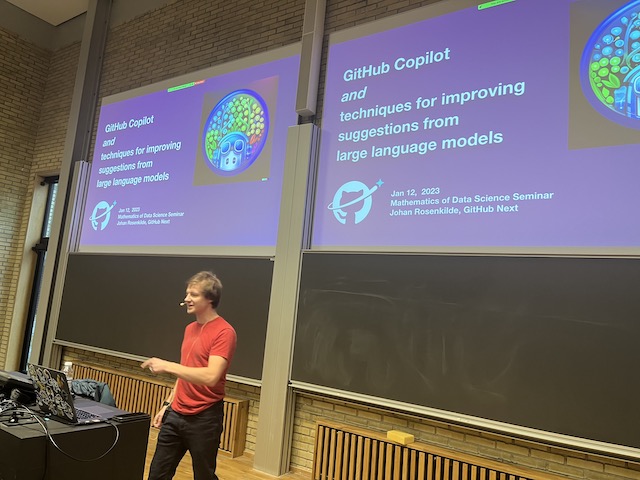 GitHub Copilot
and
techniques for improving
suggestions from
large language models
Jan 12, 2023
Mathematics of Data Science Seminar
Johan Rosenkilde, GitHub Next
GitHub Copilot
and
techniques for improving
suggestions from
large language models
Jan 12, 2023
Mathematics of Data Science Seminar
Johan Rosenkilde, GitHub Next